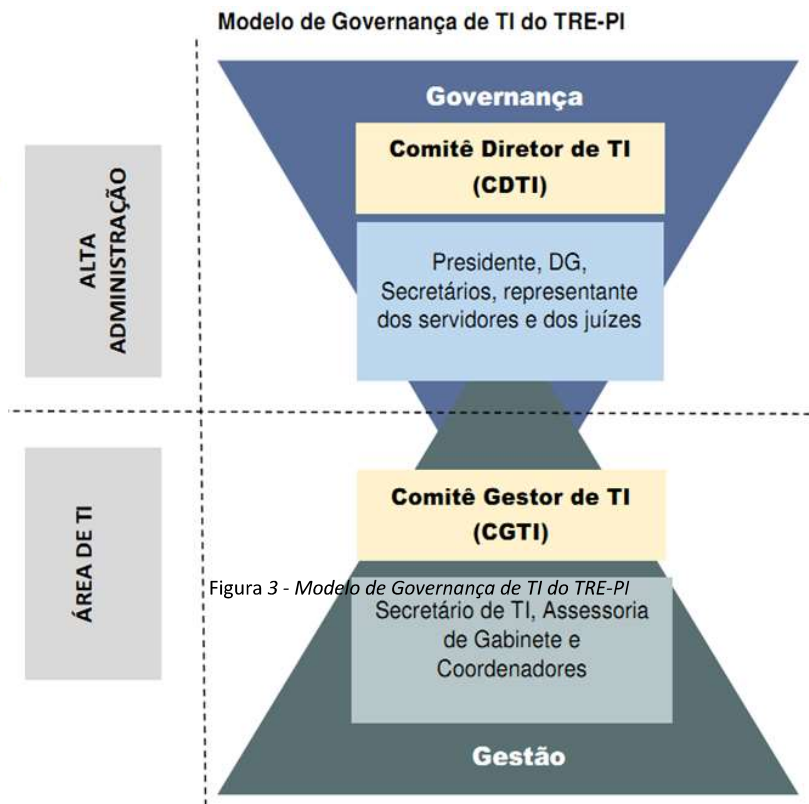 Modelo de Governança de TI do TRE-PI
Governança
Comitê Diretor de TI
(CDTI)
ALTA
ADMINISTRAÇÃO
Presidente, DG,
Secretários, representante
dos servidores e dos juízes
Comitê Gestor de TI
(CGTI)
ÁREA DE TI
Figura 3 - Modelo de Governança de TI do TRE-PI
Secretário de TI, Assessoria
de Gabinete e
Coordenadores
Gestão